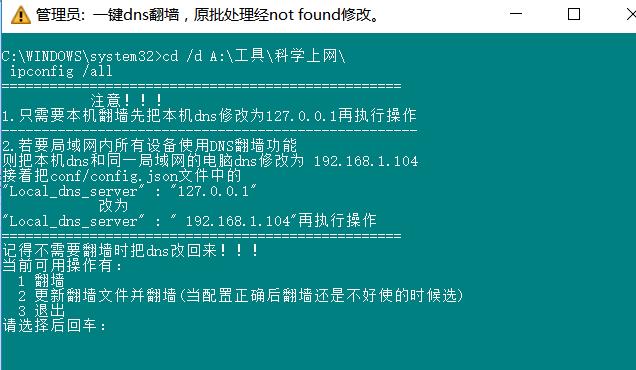 管理员: 一键dns翻墙，原批处理经not found修改。
C:\WINDOWS\system32>cd /d A:\工具\科学上网\
ipconfig /all
==================================================
注意！！！
1.只需要本机翻墙先把本机dns修改为127.0.0.1再执行操作
----------------------------------------------------
2.若要局域网内所有设备使用DNS翻墙功能
则把本机dns和同一局域网的电脑dns修改为 192.168.1.104
接着把conf/config.json文件中的
"Local_dns_server" : "127.0.0.1"
改为
"Local_dns_server" : " 192.168.1.104"再执行操作
==================================================
记得不需要翻墙时把dns改回来！！！
当前可用操作有：
1 翻墙
2 更新翻墙文件并翻墙(当配置正确后翻墙还是不好使的时候选)
3 退出
请选择后回车：